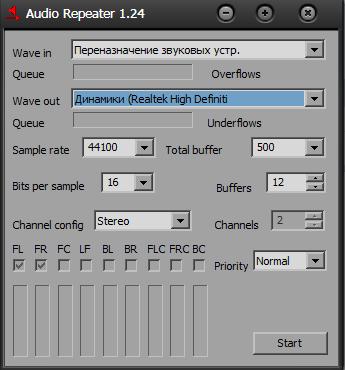 Audio Repeater 1.24
Wave in Переназначение звуковых устр.
Queue Overflows
Wave out Динамики (Realtek High Definiti
Queue Underflows
Sample rate 44100 Total buffer 500
Bits per sample 16 Buffers 12
Channel config Stereo Channels 2
FL FR FC LF BL BR FLC FRC BC
Priority Normal
Start